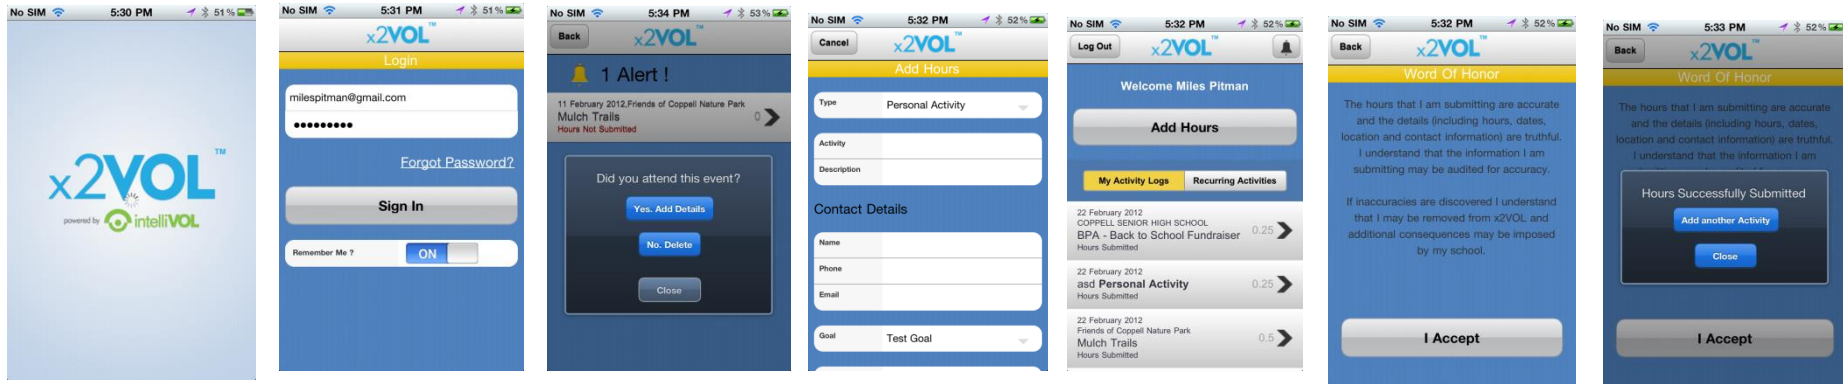 No SIM 5:30 PM 51%
x2VOL™
powered by intelliVOL
No SIM 5:31 PM 51%
x2VOL™
Login
milespitman@gmail.com
•••••••••
Forgot Password?
Sign In
Remember Me ? ON
No SIM 5:34 PM 53%
Back x2VOL™
1 Alert !
11 February 2012,Friends of Coppell Nature Park
Mulch Trails 0
Hours Not Submitted
Did you attend this event?
Yes. Add Details
No. Delete
Close
No SIM 5:32 PM 52%
Cancel x2VOL™
Add Hours
Type Personal Activity
Activity
Description
Contact Details
Name
Phone
Email
Goal Test Goal
No SIM 5:32 PM 52%
Log Out x2VOL™
Welcome Miles Pitman
Add Hours
My Activity Logs Recurring Activities
22 February 2012
COPPELL SENIOR HIGH SCHOOL
BPA - Back to School Fundraiser 0.25
Hours Submitted
22 February 2012
asd Personal Activity 0.25
Hours Submitted
22 February 2012
Friends of Coppell Nature Park
Mulch Trails 0.5
Hours Submitted
No SIM 5:32 PM 52%
Back x2VOL™
Word Of Honor
The hours that I am submitting are accurate
and the details (including hours, dates,
location and contact information) are truthful.
I understand that the information I am
submitting may be audited for accuracy.
If inaccuracies are discovered I understand
that I may be removed from x2VOL and
additional consequences may be imposed
by my school.
I Accept
No SIM 5:33 PM 52%
Back x2VOL™
Word Of Honor
The hours that I am submitting are accurate
and the details (including hours, dates,
location and contact information) are truthful.
I understand that the information I am
Hours Successfully Submitted
Add another Activity
Close
I Accept